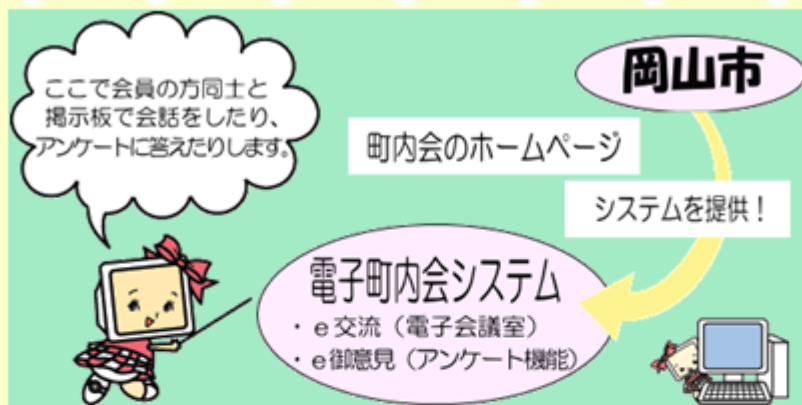 ここで会員の方同士と
掲示板で会話をしたり、
アンケートに答えたりします。
岡山市
町内会のホームページ
システムを提供！
電子町内会システム
・e交流（電子会議室）
・e御意見（アンケート機能）